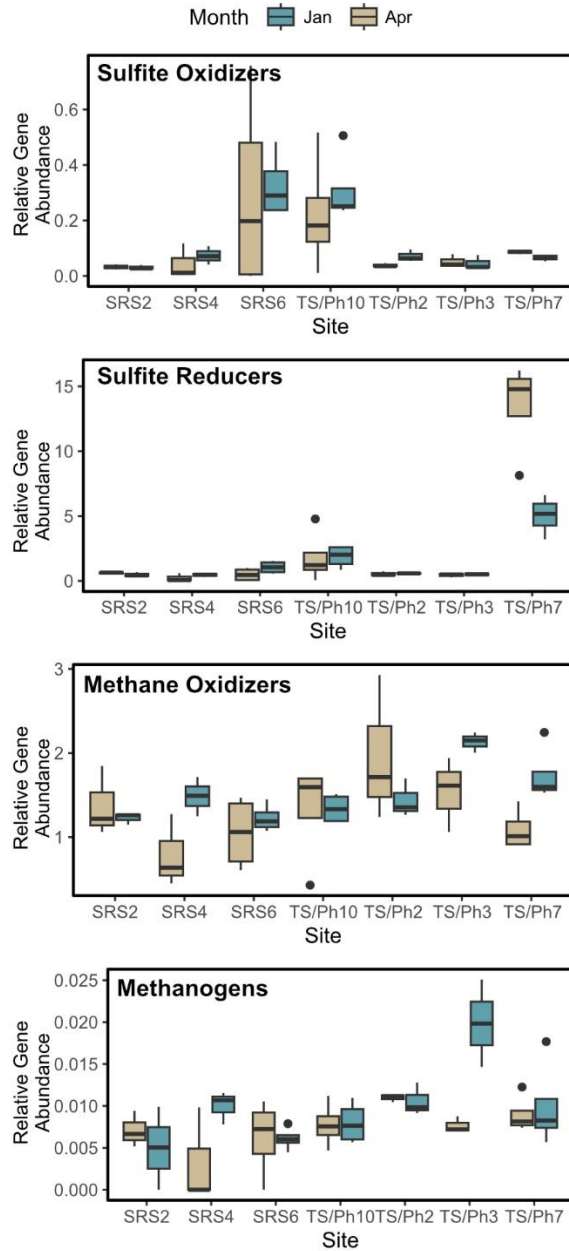 Month Jan Apr
Sulfite Oxidizers
Relative Gene
Abundance
0.6
0.4
0.2
0.0
SRS2 SRS4 SRS6 TS/Ph10 TS/Ph2 TS/Ph3 TS/Ph7
Site
Sulfite Reducers
Relative Gene
Abundance
15
10
5
0
SRS2 SRS4 SRS6 TS/Ph10 TS/Ph2 TS/Ph3 TS/Ph7
Site
Methane Oxidizers
Relative Gene
Abundance
3
2
1
SRS2 SRS4 SRS6 TS/Ph10 TS/Ph2 TS/Ph3 TS/Ph7
Site
Methanogens
Relative Gene
Abundance
0.025
0.020
0.015
0.010
0.005
0.000
SRS2 SRS4 SRS6 TS/Ph10 TS/Ph2 TS/Ph3 TS/Ph7
Site